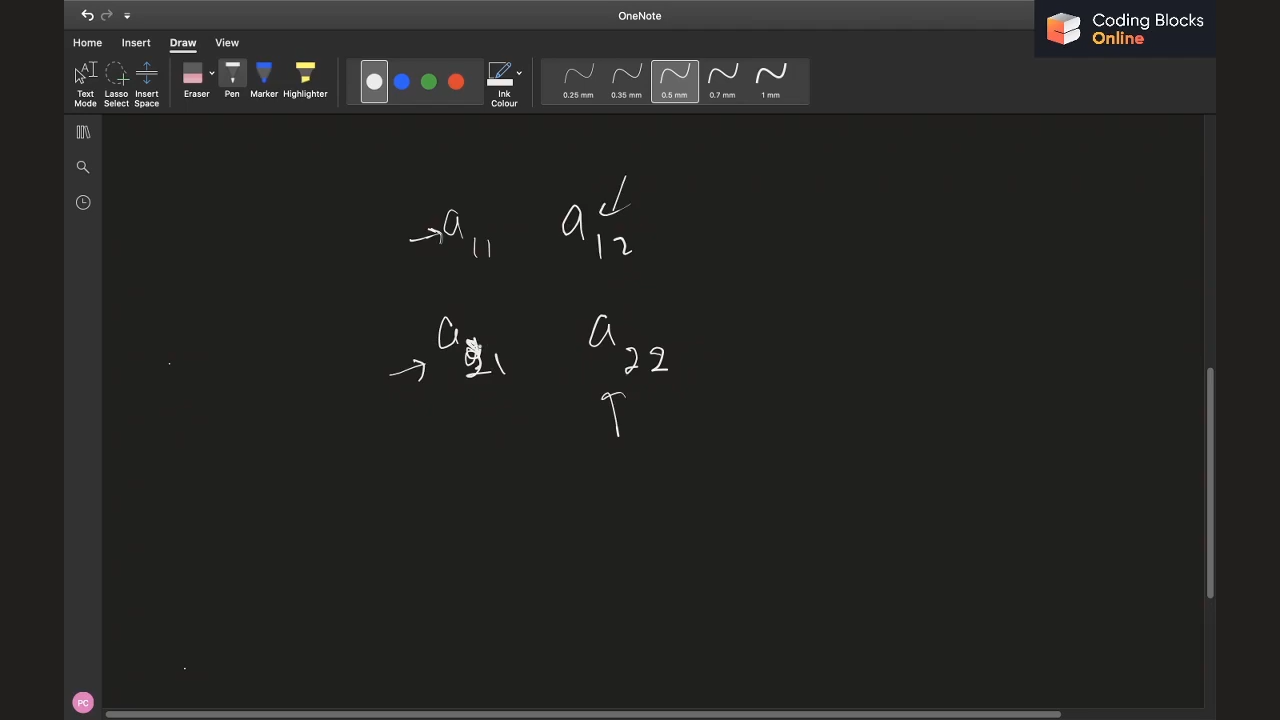 OneNote
Coding Blocks
Online
Home Insert Draw View
Text Mode Lasso Select Insert Space Eraser Pen Marker Highlighter Ink Colour 0.25 mm 0.35 mm 0.5 mm 0.7 mm 1 mm
→a11 a12
→ a21 a22
PC